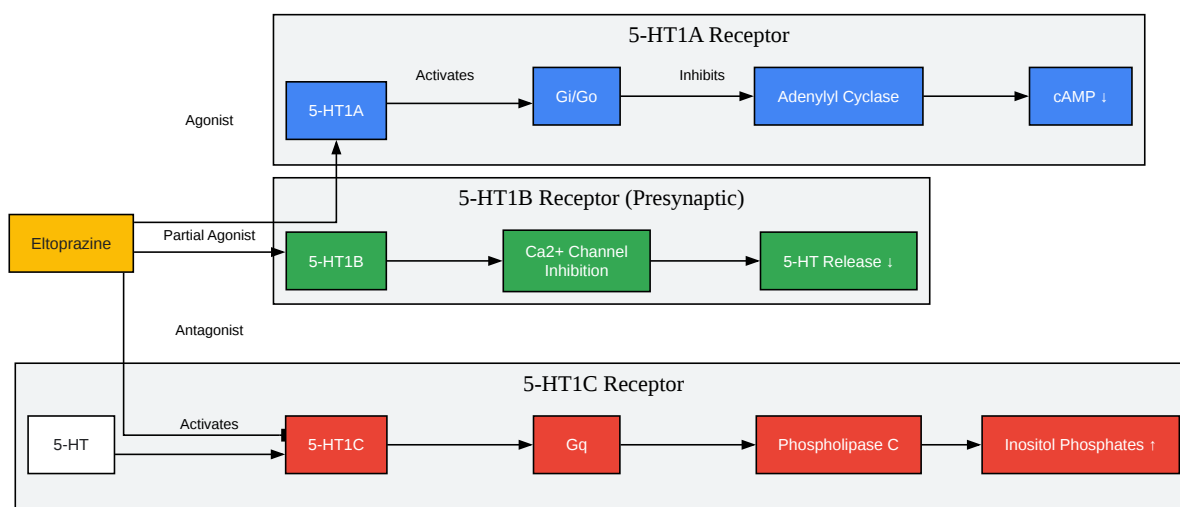 5-HT1A Receptor
Activates
Inhibits
5-HT1A
Gi/Go
Adenylyl Cyclase
cAMP ↓
Agonist
5-HT1B Receptor (Presynaptic)
Eltoprazine
Partial Agonist
5-HT1B
Ca2+ Channel
Inhibition
5-HT Release ↓
Antagonist
5-HT1C Receptor
Activates
5-HT
5-HT1C
Gq
Phospholipase C
Inositol Phosphates ↑